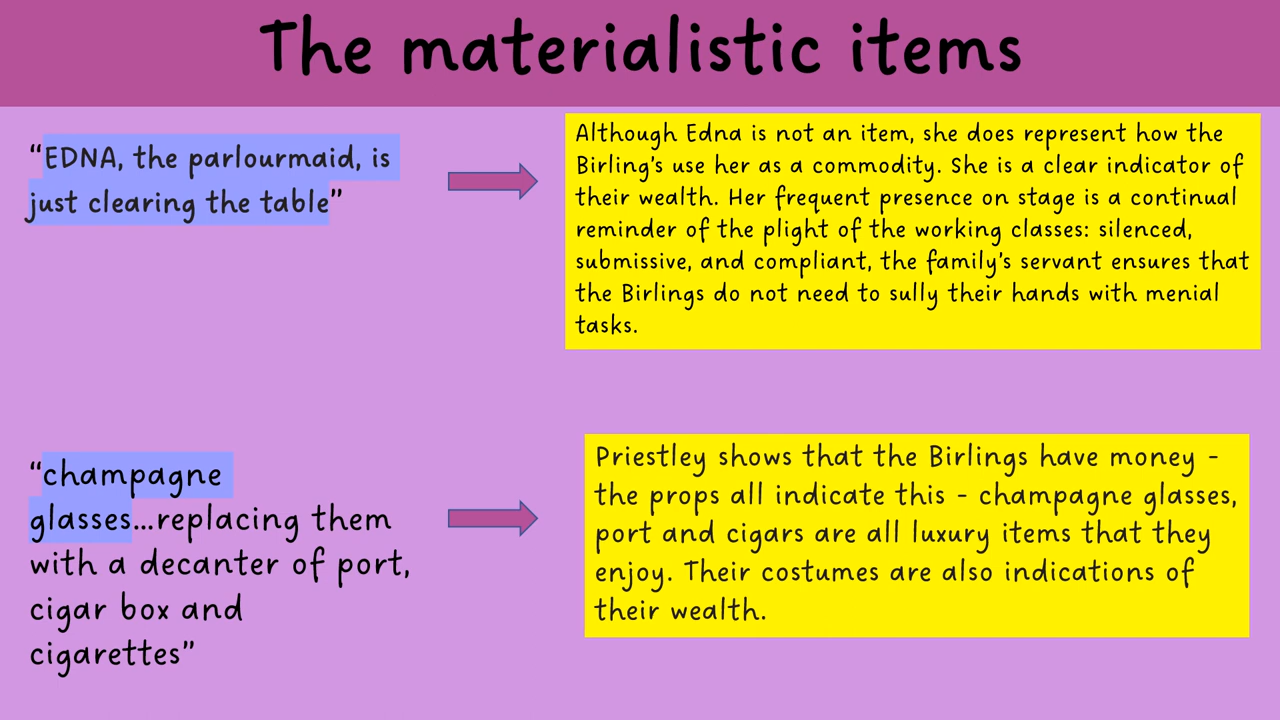 The materialistic items
“EDNA, the parlourmaid, is
just clearing the table”
Although Edna is not an item, she does represent how the
Birling’s use her as a commodity. She is a clear indicator of
their wealth. Her frequent presence on stage is a continual
reminder of the plight of the working classes: silenced,
submissive, and compliant, the family’s servant ensures that
the Birlings do not need to sully their hands with menial
tasks.
“champagne
glasses...replacing them
with a decanter of port,
cigar box and
cigarettes”
Priestley shows that the Birlings have money -
the props all indicate this - champagne glasses,
port and cigars are all luxury items that they
enjoy. Their costumes are also indications of
their wealth.